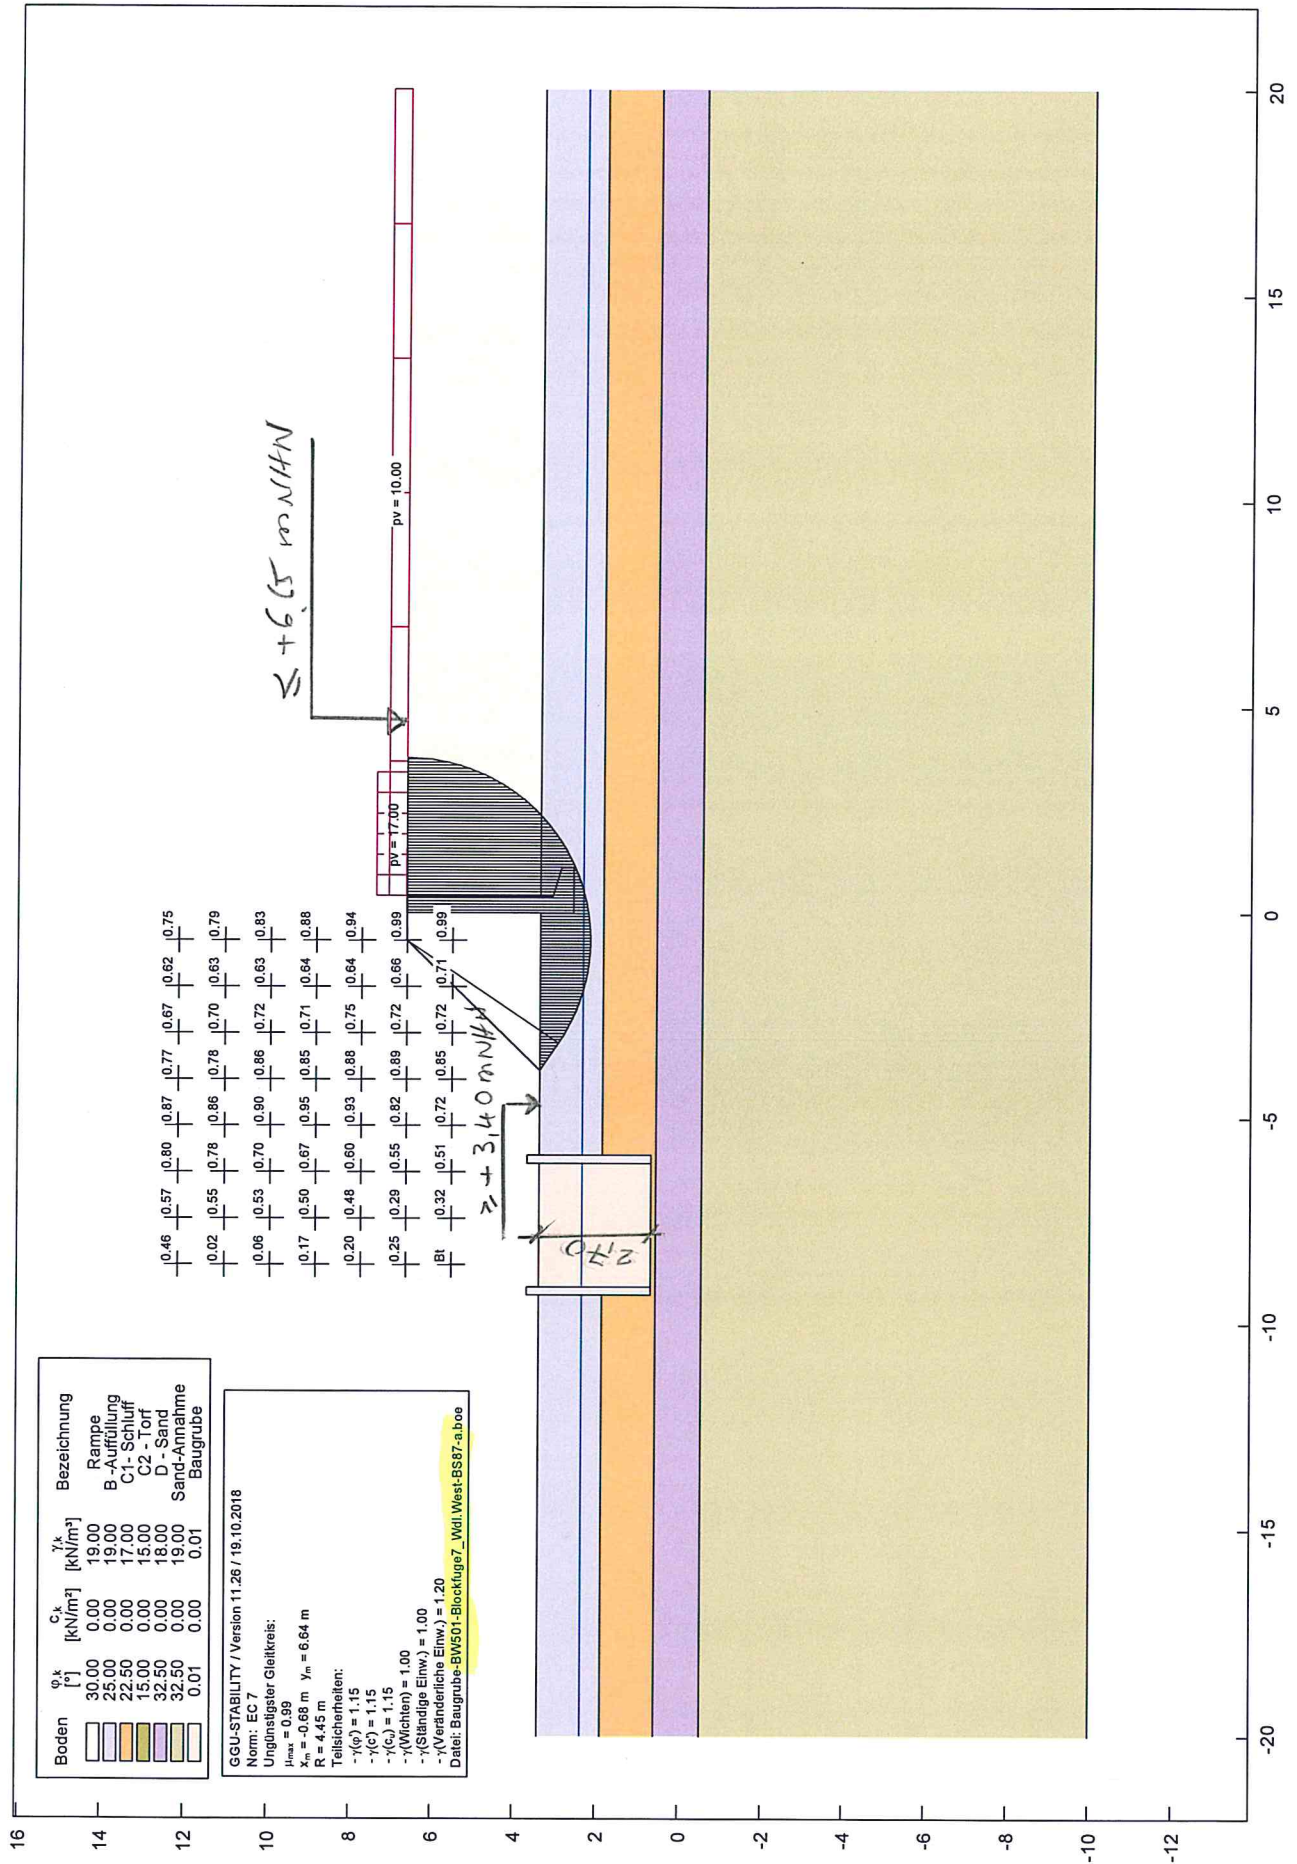 Boden φ,k [°] c,k [kN/m²] γ,k [kN/m³] Bezeichnung
30.00 0.00 19.00 Rampe
25.00 0.00 19.00 B -Auffüllung
22.50 0.00 17.00 C1- Schluff
15.00 0.00 15.00 C2 - Torf
32.50 0.00 18.00 D - Sand
32.50 0.00 19.00 Sand-Annahme
0.01 0.00 0.01 Baugrube
GGU-STABILITY / Version 11.26 / 19.10.2018
Norm: EC 7
Ungünstigster Gleitkreis:
μmax = 0.99
xm = -0.68 m ym = 6.64 m
R = 4.45 m
Teilsicherheiten:
- γ(φ') = 1.15
- γ(c') = 1.15
- γ(cu) = 1.15
- γ(Wichten) = 1.00
- γ(Ständige Einw.) = 1.00
- γ(Veränderliche Einw.) = 1.20
Datei: Baugrube-BW501-Blockfuge7_Wdl.West-BS87-a.boe
0.46 0.57 0.80 0.87 0.77 0.67 0.62 0.75
0.02 0.55 0.78 0.86 0.78 0.70 0.63 0.79
0.06 0.53 0.70 0.90 0.86 0.72 0.63 0.83
0.17 0.50 0.67 0.95 0.85 0.71 0.64 0.88
0.20 0.48 0.60 0.93 0.88 0.75 0.64 0.94
0.25 0.29 0.55 0.82 0.89 0.72 0.66 0.99
Bt 0.32 0.51 0.72 0.85 0.72 0.71 0.99
≤ +6,65 mNHN
pv = 17.00
pv = 10.00
≥ +3,40 mNHN
2,70
16
14
12
10
8
6
4
2
0
-2
-4
-6
-8
-10
-12
-20 -15 -10 -5 0 5 10 15 20